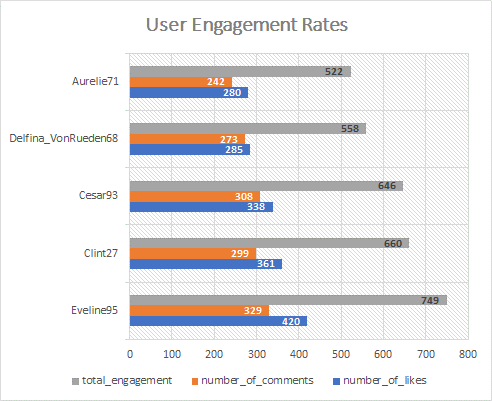 User Engagement Rates
Aurelie71
522
242
280
Delfina_VonRueden68
558
273
285
Cesar93
646
308
338
Clint27
660
299
361
Eveline95
749
329
420
0 100 200 300 400 500 600 700 800
total_engagement number_of_comments number_of_likes